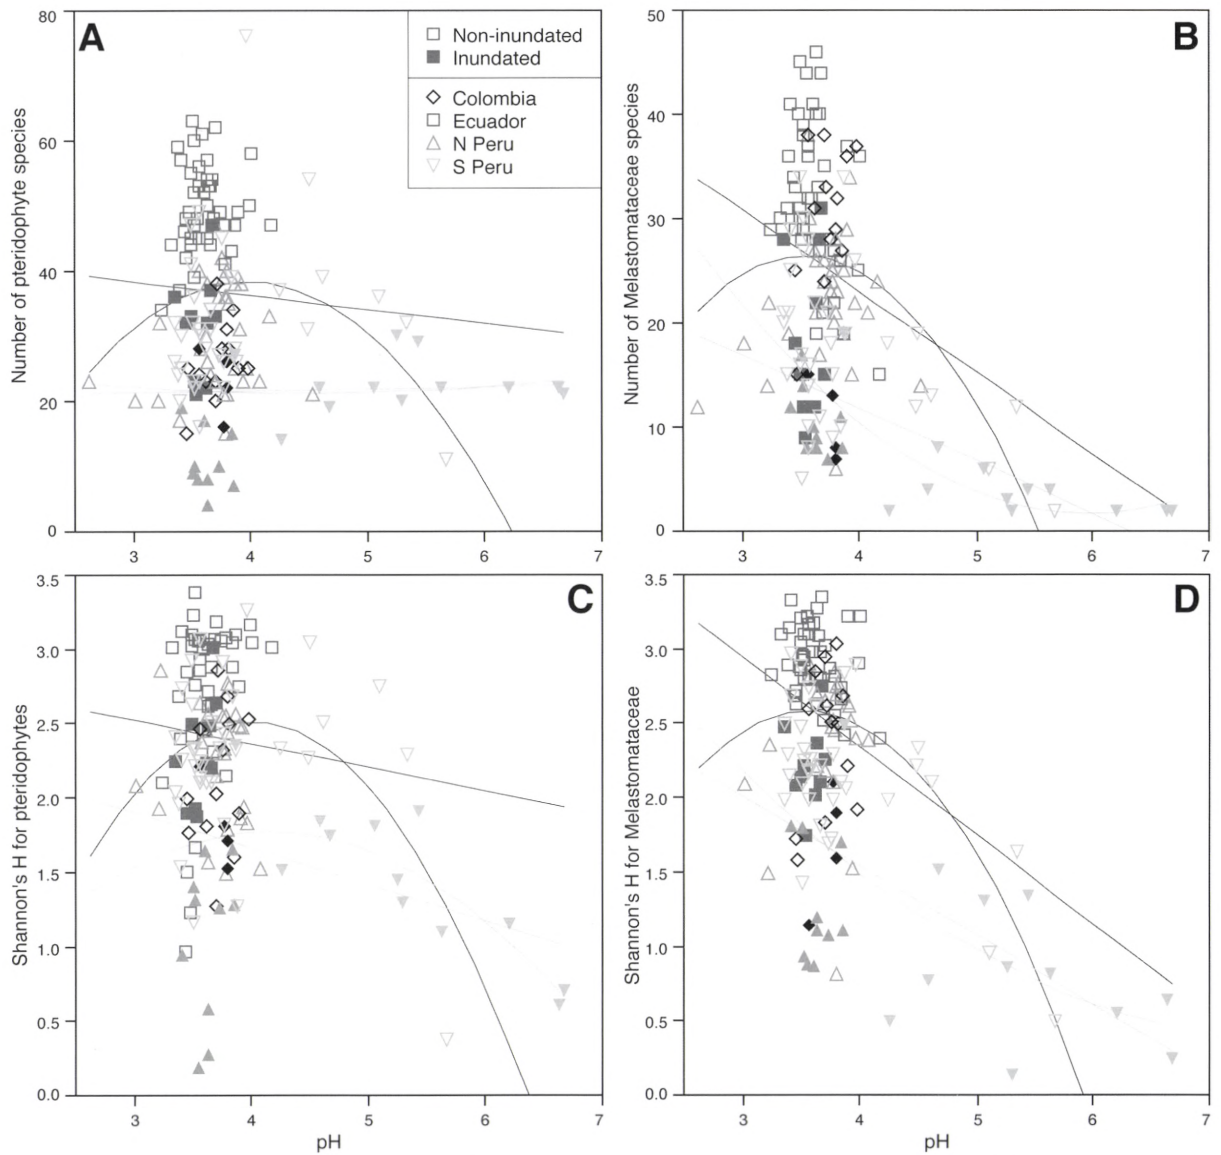 A
Non-inundated
Inundated
Colombia
Ecuador
N Peru
S Peru
80
60
40
20
0
Number of pteridophyte species
3
4
5
6
7
B
50
40
30
20
10
0
Number of Melastomataceae species
3
4
5
6
7
C
3.5
3.0
2.5
2.0
1.5
1.0
0.5
0.0
Shannon's H for pteridophytes
3
4
5
6
7
pH
D
3.5
3.0
2.5
2.0
1.5
1.0
0.5
0.0
Shannon's H for Melastomataceae
3
4
5
6
7
pH